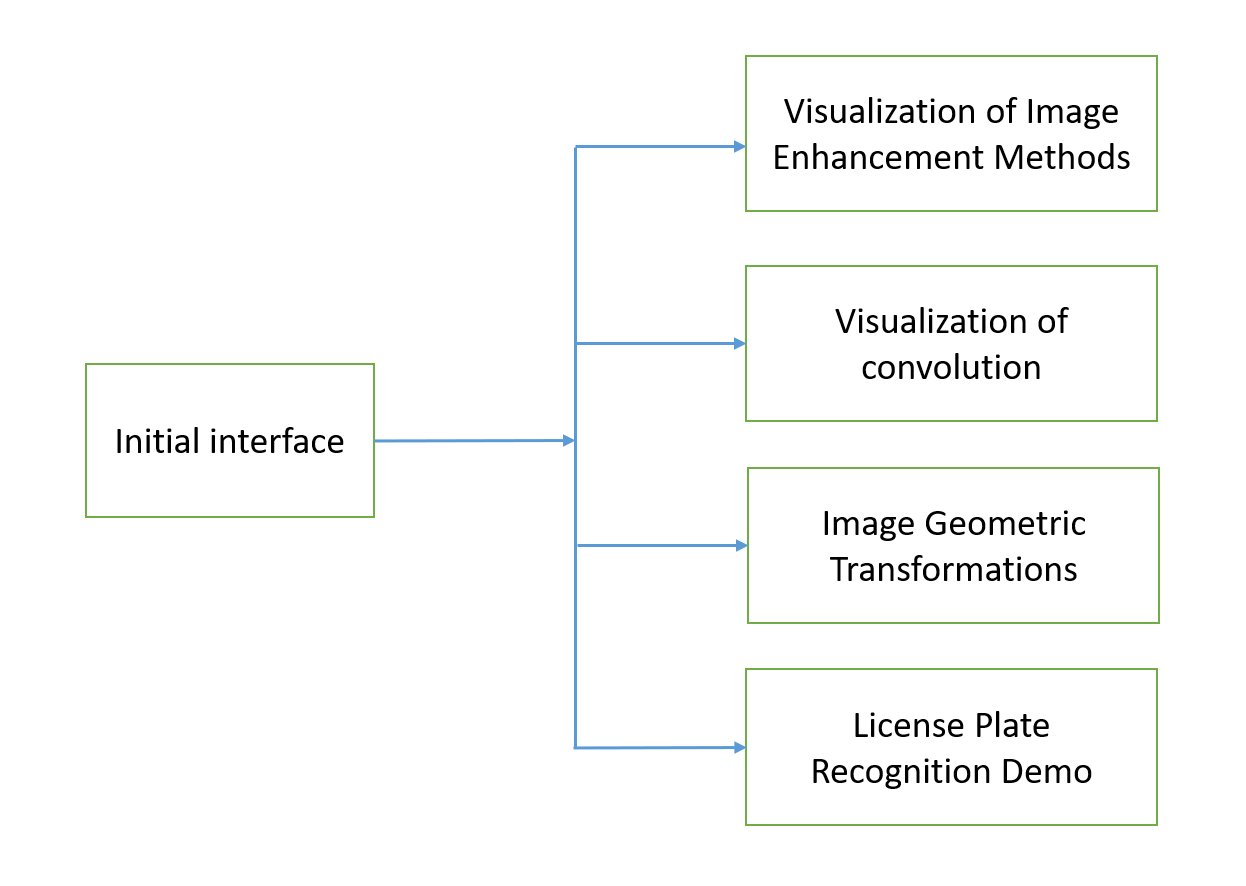 Visualization of Image
Enhancement Methods
Visualization of
convolution
Initial interface
Image Geometric
Transformations
License Plate
Recognition Demo